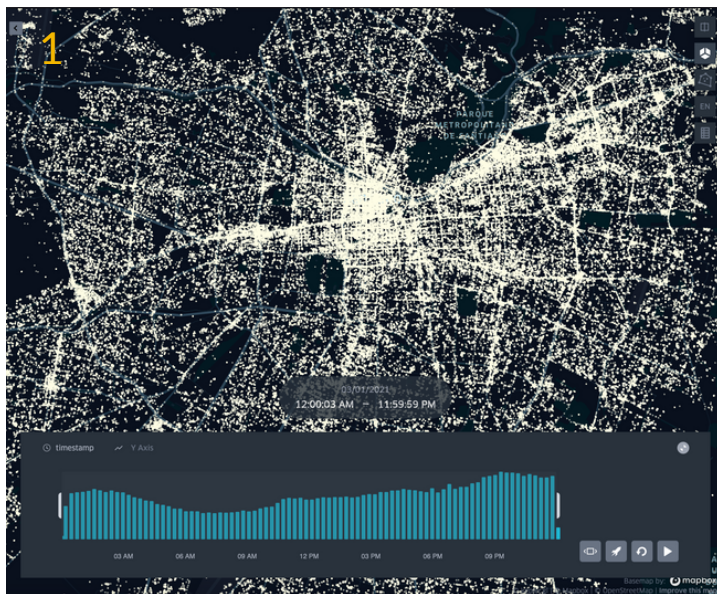 1
EN
PARQUE
METROPOLITANO
DE SANTIAGO
03/01/2021
12:00:03 AM – 11:59:59 PM
timestamp Y Axis
03 AM 06 AM 09 AM 12 PM 03 PM 06 PM 09 PM
Basemap by: mapbox
© Mapbox | © OpenStreetMap | Improve this map